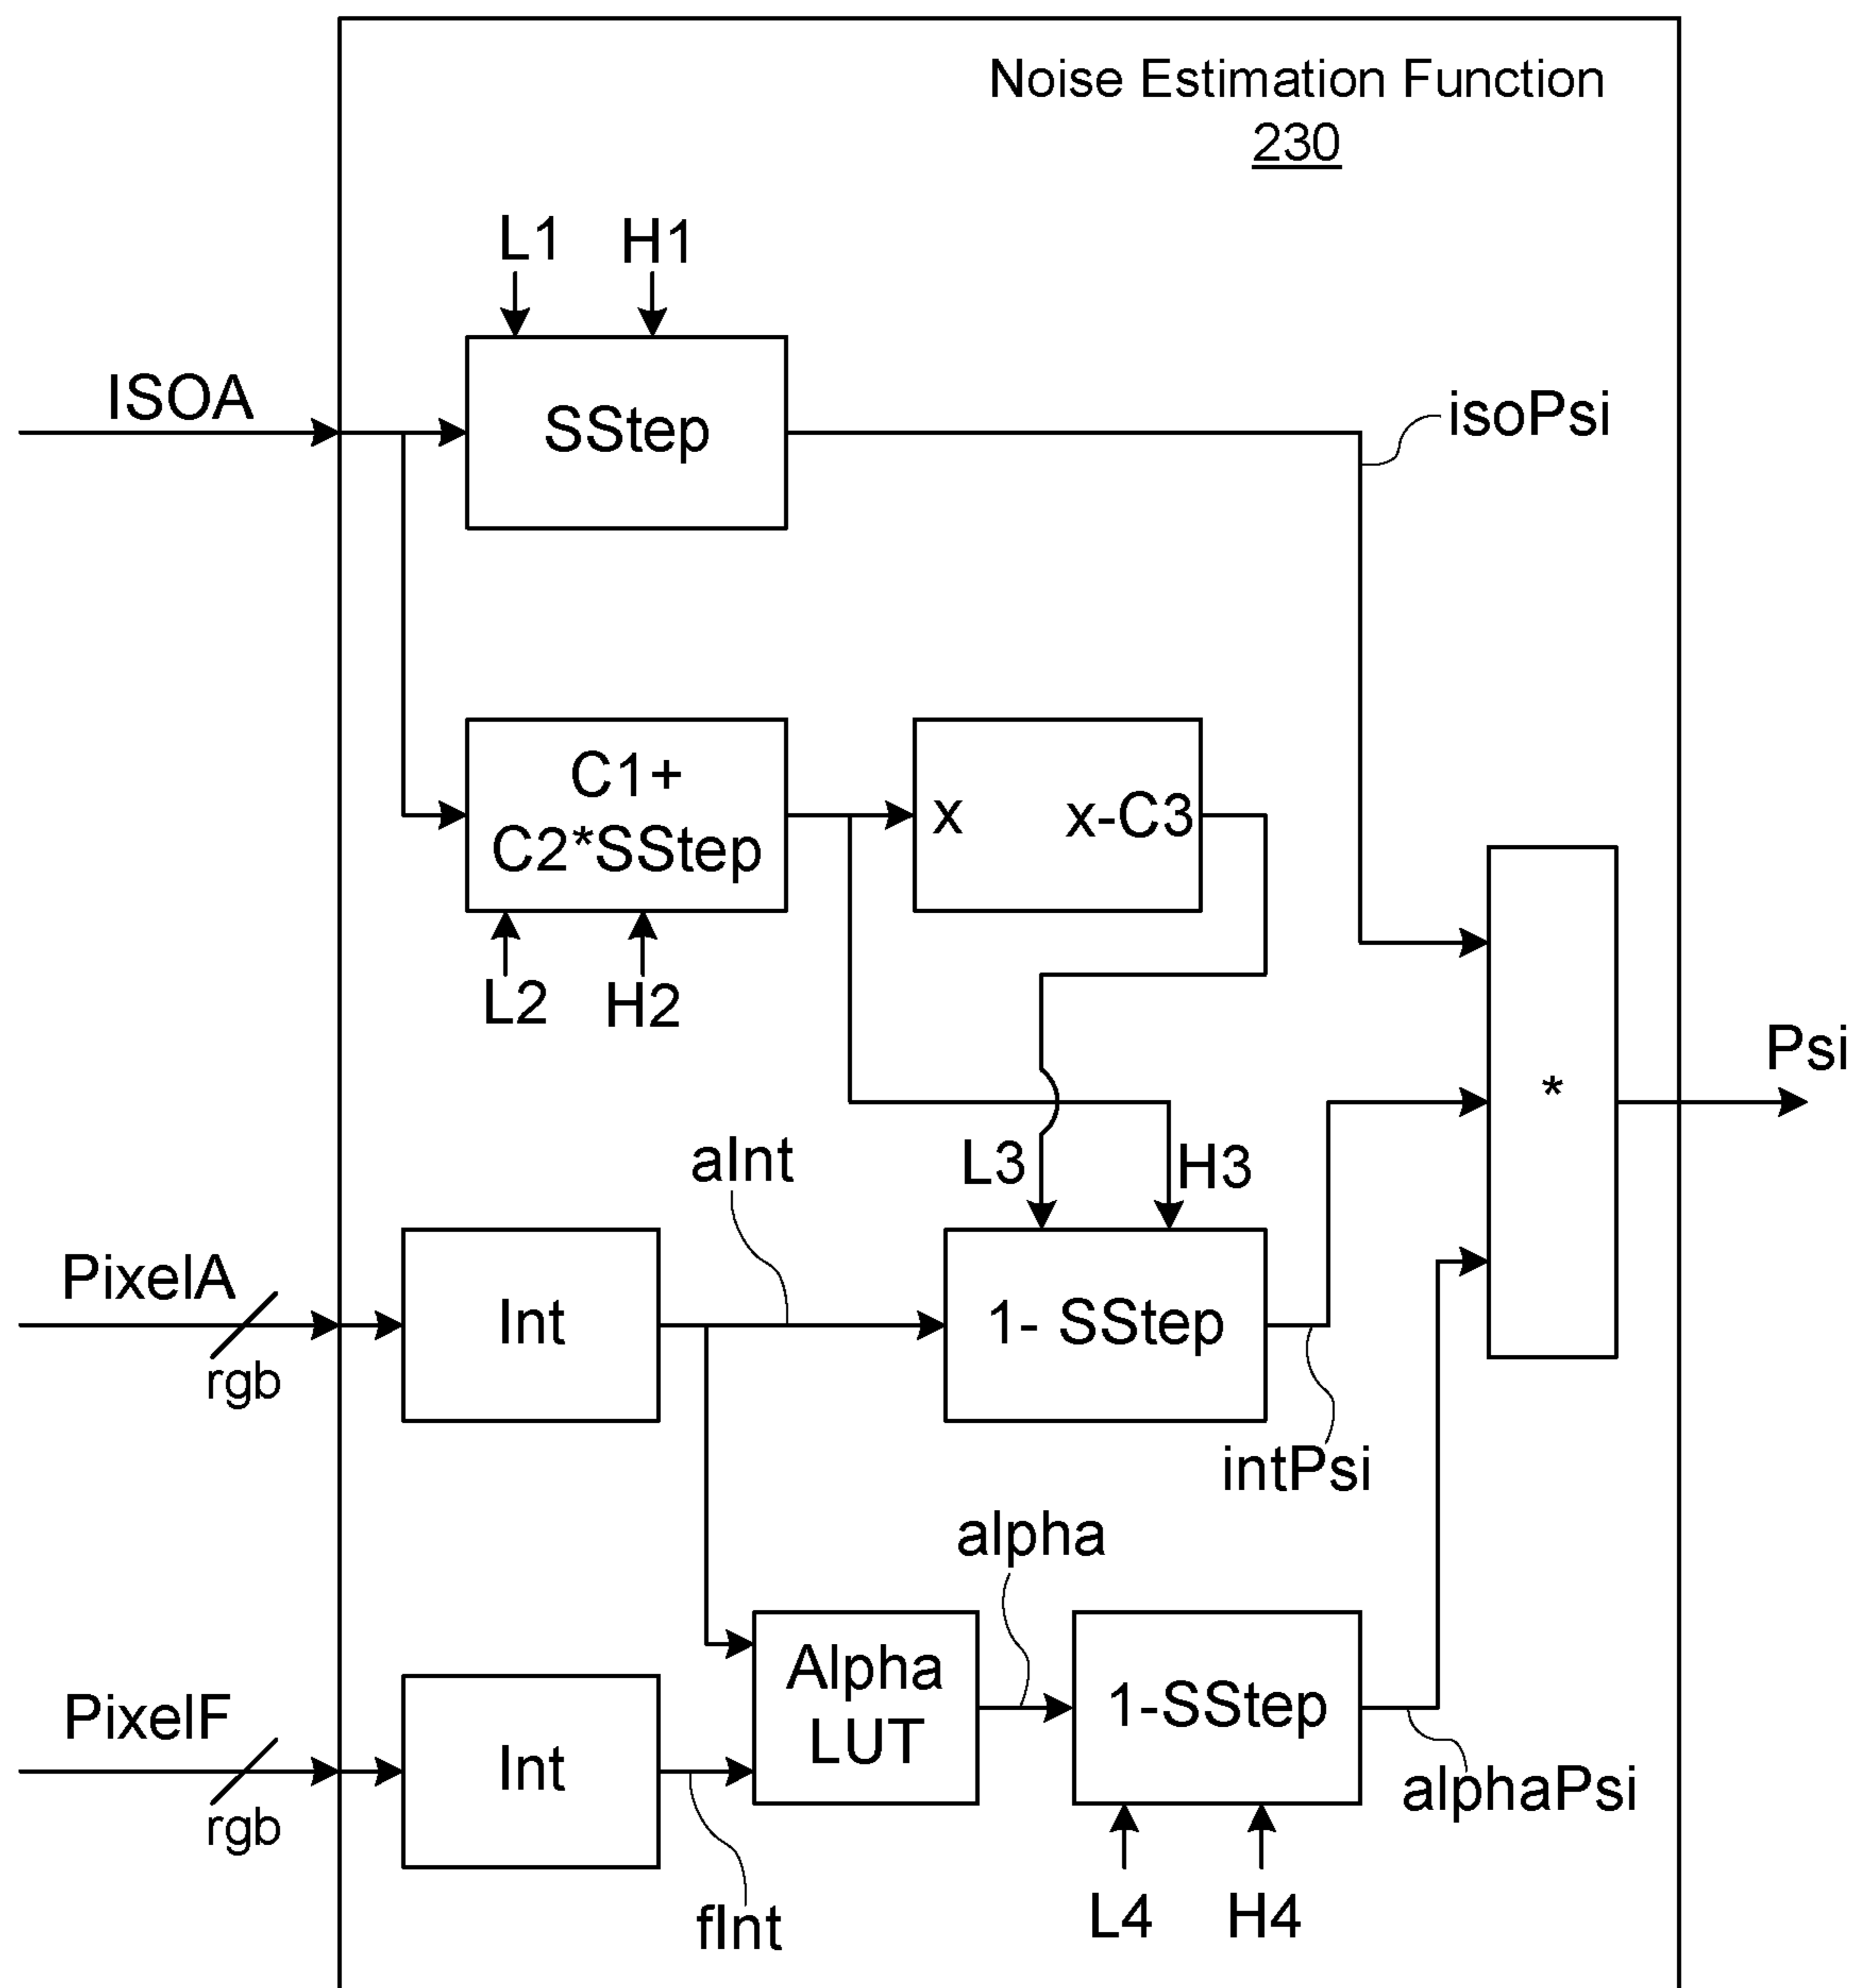 Noise Estimation Function
230
L1
H1
ISOA
SStep
isoPsi
C1+
C2*SStep
x
x-C3
L2
H2
Psi
*
aInt
L3
H3
PixelA
rgb
Int
1- SStep
intPsi
alpha
PixelF
rgb
Int
Alpha
LUT
1-SStep
alphaPsi
fInt
L4
H4